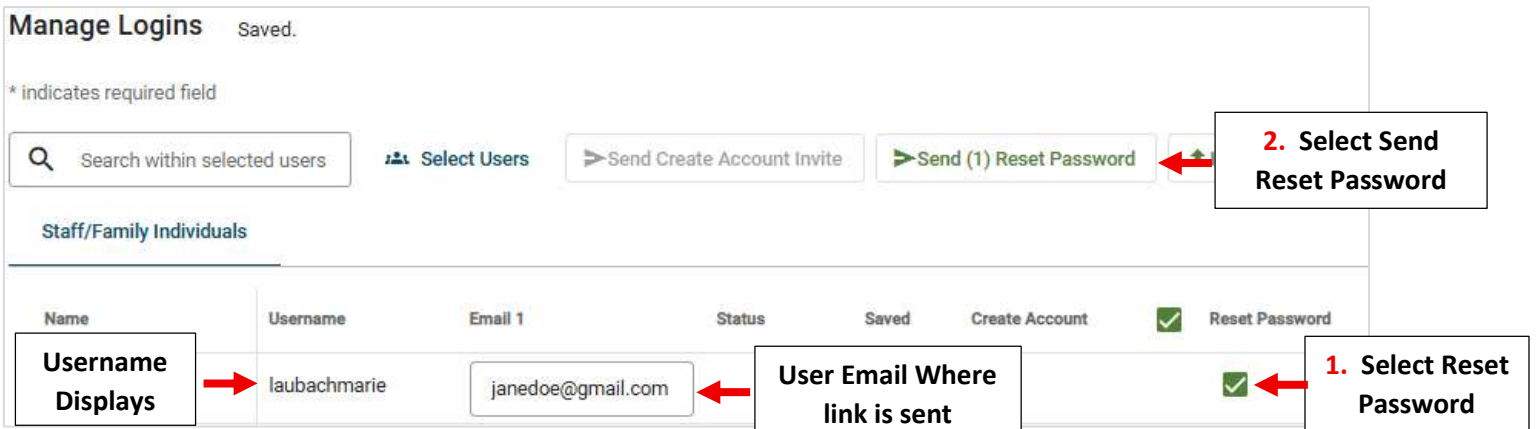 Manage Logins Saved.
* indicates required field
Search within selected users Select Users Send Create Account Invite Send (1) Reset Password
2. Select Send
Reset Password
Staff/Family Individuals
Name Username Email 1 Status Saved Create Account Reset Password
Username
Displays
laubachmarie
janedoe@gmail.com
User Email Where
link is sent
1. Select Reset
Password